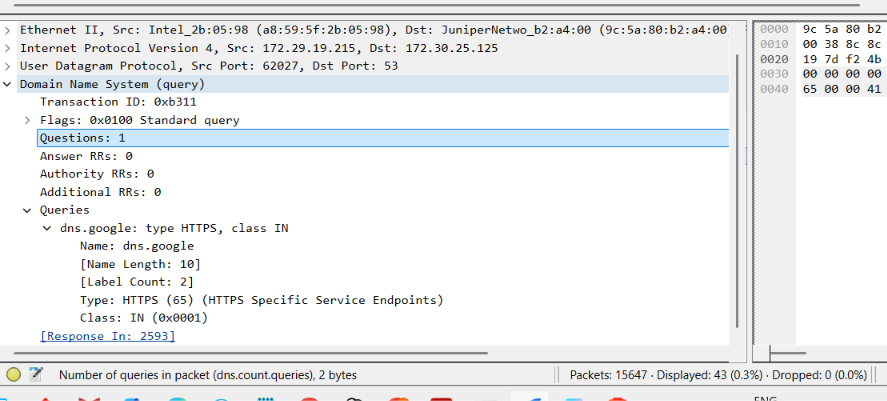 Ethernet II, Src: Intel_2b:05:98 (a8:59:5f:2b:05:98), Dst: JuniperNetwo_b2:a4:00 (9c:5a:80:b2:a4:00
Internet Protocol Version 4, Src: 172.29.19.215, Dst: 172.30.25.125
User Datagram Protocol, Src Port: 62027, Dst Port: 53
Domain Name System (query)
Transaction ID: 0xb311
Flags: 0x0100 Standard query
Questions: 1
Answer RRs: 0
Authority RRs: 0
Additional RRs: 0
Queries
dns.google: type HTTPS, class IN
Name: dns.google
[Name Length: 10]
[Label Count: 2]
Type: HTTPS (65) (HTTPS Specific Service Endpoints)
Class: IN (0x0001)
[Response In: 2593]
0000 9c 5a 80 b2
0010 00 38 8c 8c
0020 19 7d f2 4b
0030 00 00 00 00
0040 65 00 00 41
Number of queries in packet (dns.count.queries), 2 bytes
Packets: 15647 · Displayed: 43 (0.3%) · Dropped: 0 (0.0%)
ENG